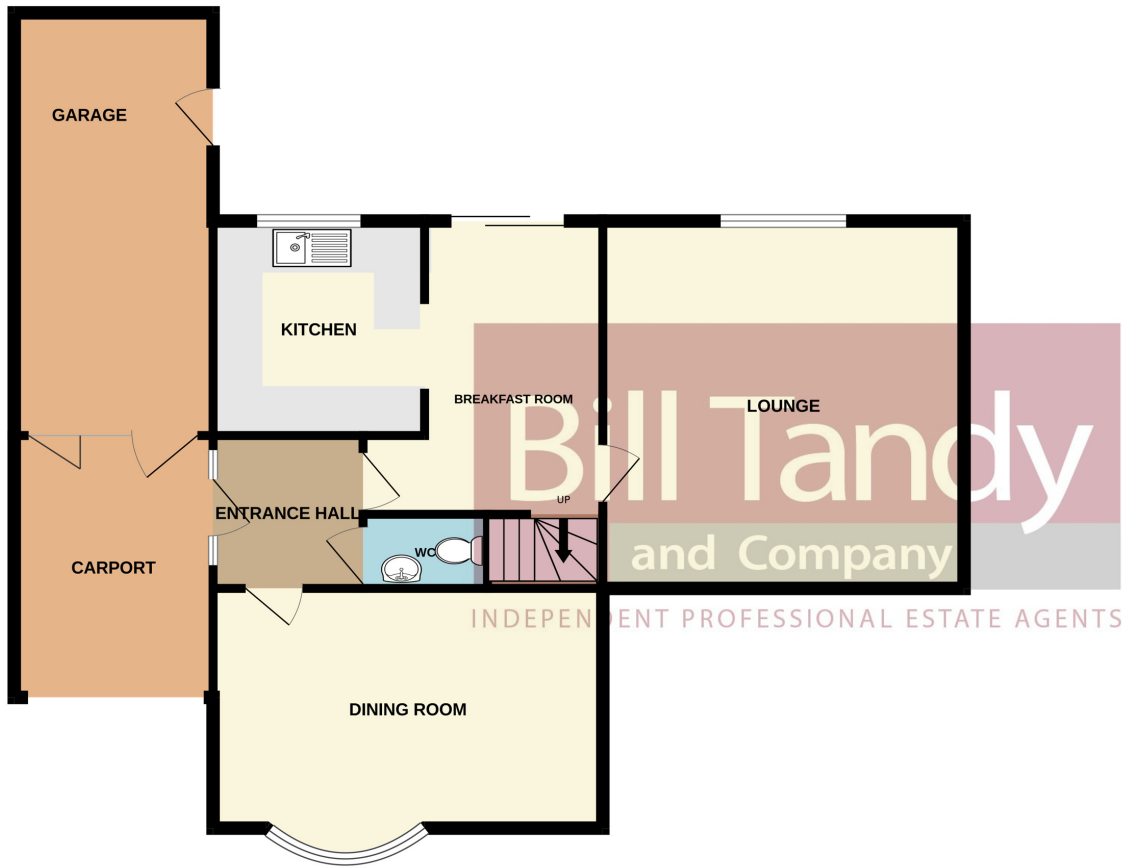 GARAGE
KITCHEN
BREAKFAST ROOM
LOUNGE
Bill Tandy
UP
ENTRANCE HALL
WC
and Company
CARPORT
INDEPENDENT PROFESSIONAL ESTATE AGENTS
DINING ROOM